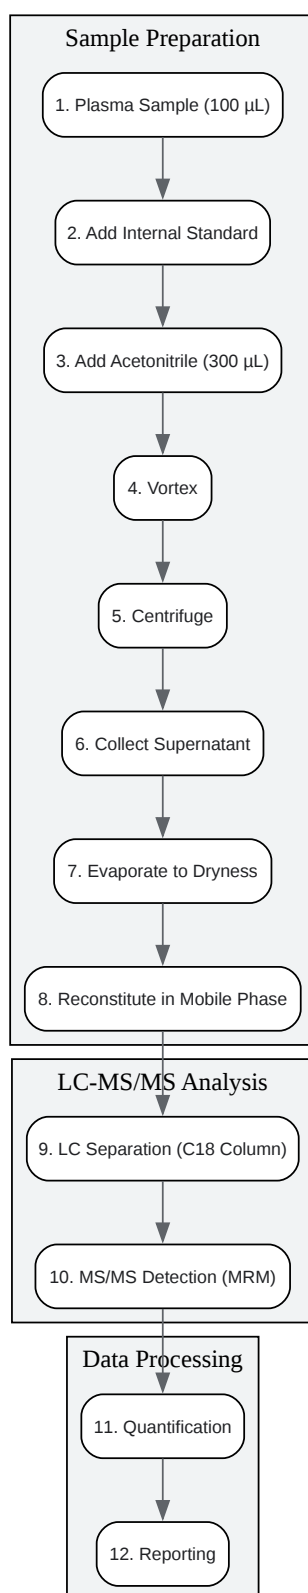 Sample Preparation
1. Plasma Sample (100 µL)
2. Add Internal Standard
3. Add Acetonitrile (300 µL)
4. Vortex
5. Centrifuge
6. Collect Supernatant
7. Evaporate to Dryness
8. Reconstitute in Mobile Phase
LC-MS/MS Analysis
9. LC Separation (C18 Column)
10. MS/MS Detection (MRM)
Data Processing
11. Quantification
12. Reporting